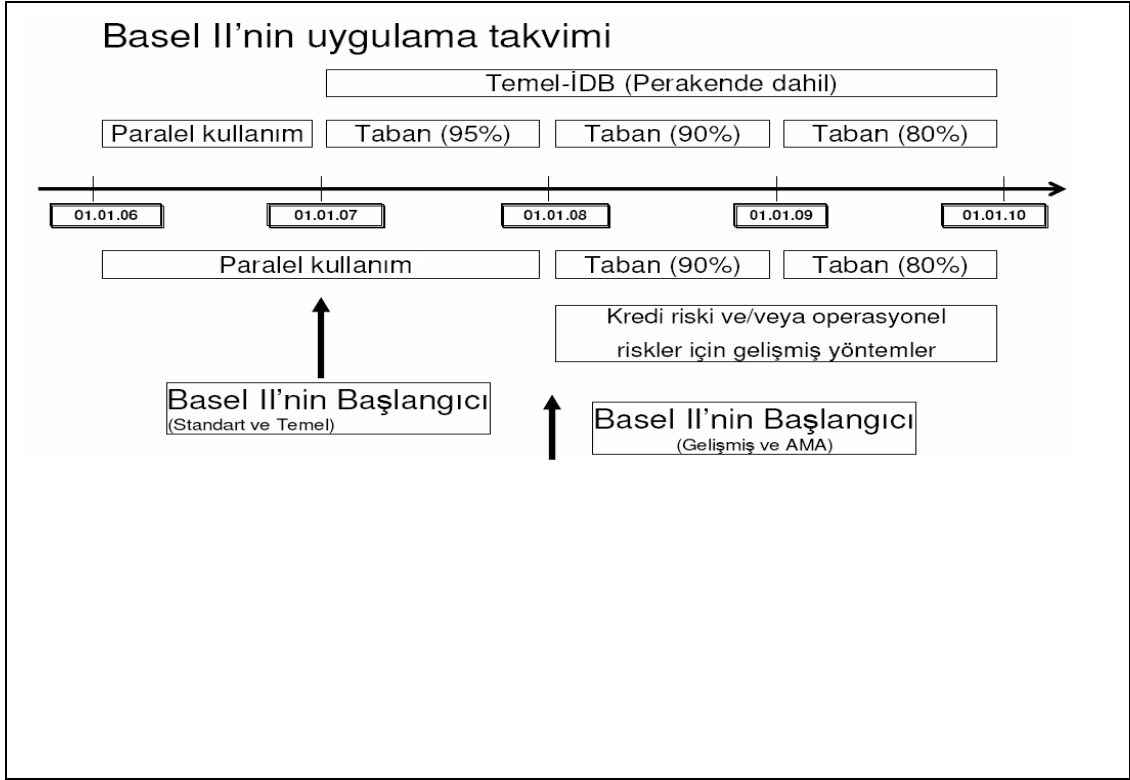 Basel II’nin uygulama takvimi
Temel-İDB (Perakende dahil)
Paralel kullanım
Taban (95%)
Taban (90%)
Taban (80%)
01.01.06
01.01.07
01.01.08
01.01.09
01.01.10
Paralel kullanım
Taban (90%)
Taban (80%)
Kredi riski ve/veya operasyonel
riskler için gelişmiş yöntemler
Basel II’nin Başlangıcı
(Standart ve Temel)
Basel II’nin Başlangıcı
(Gelişmiş ve AMA)